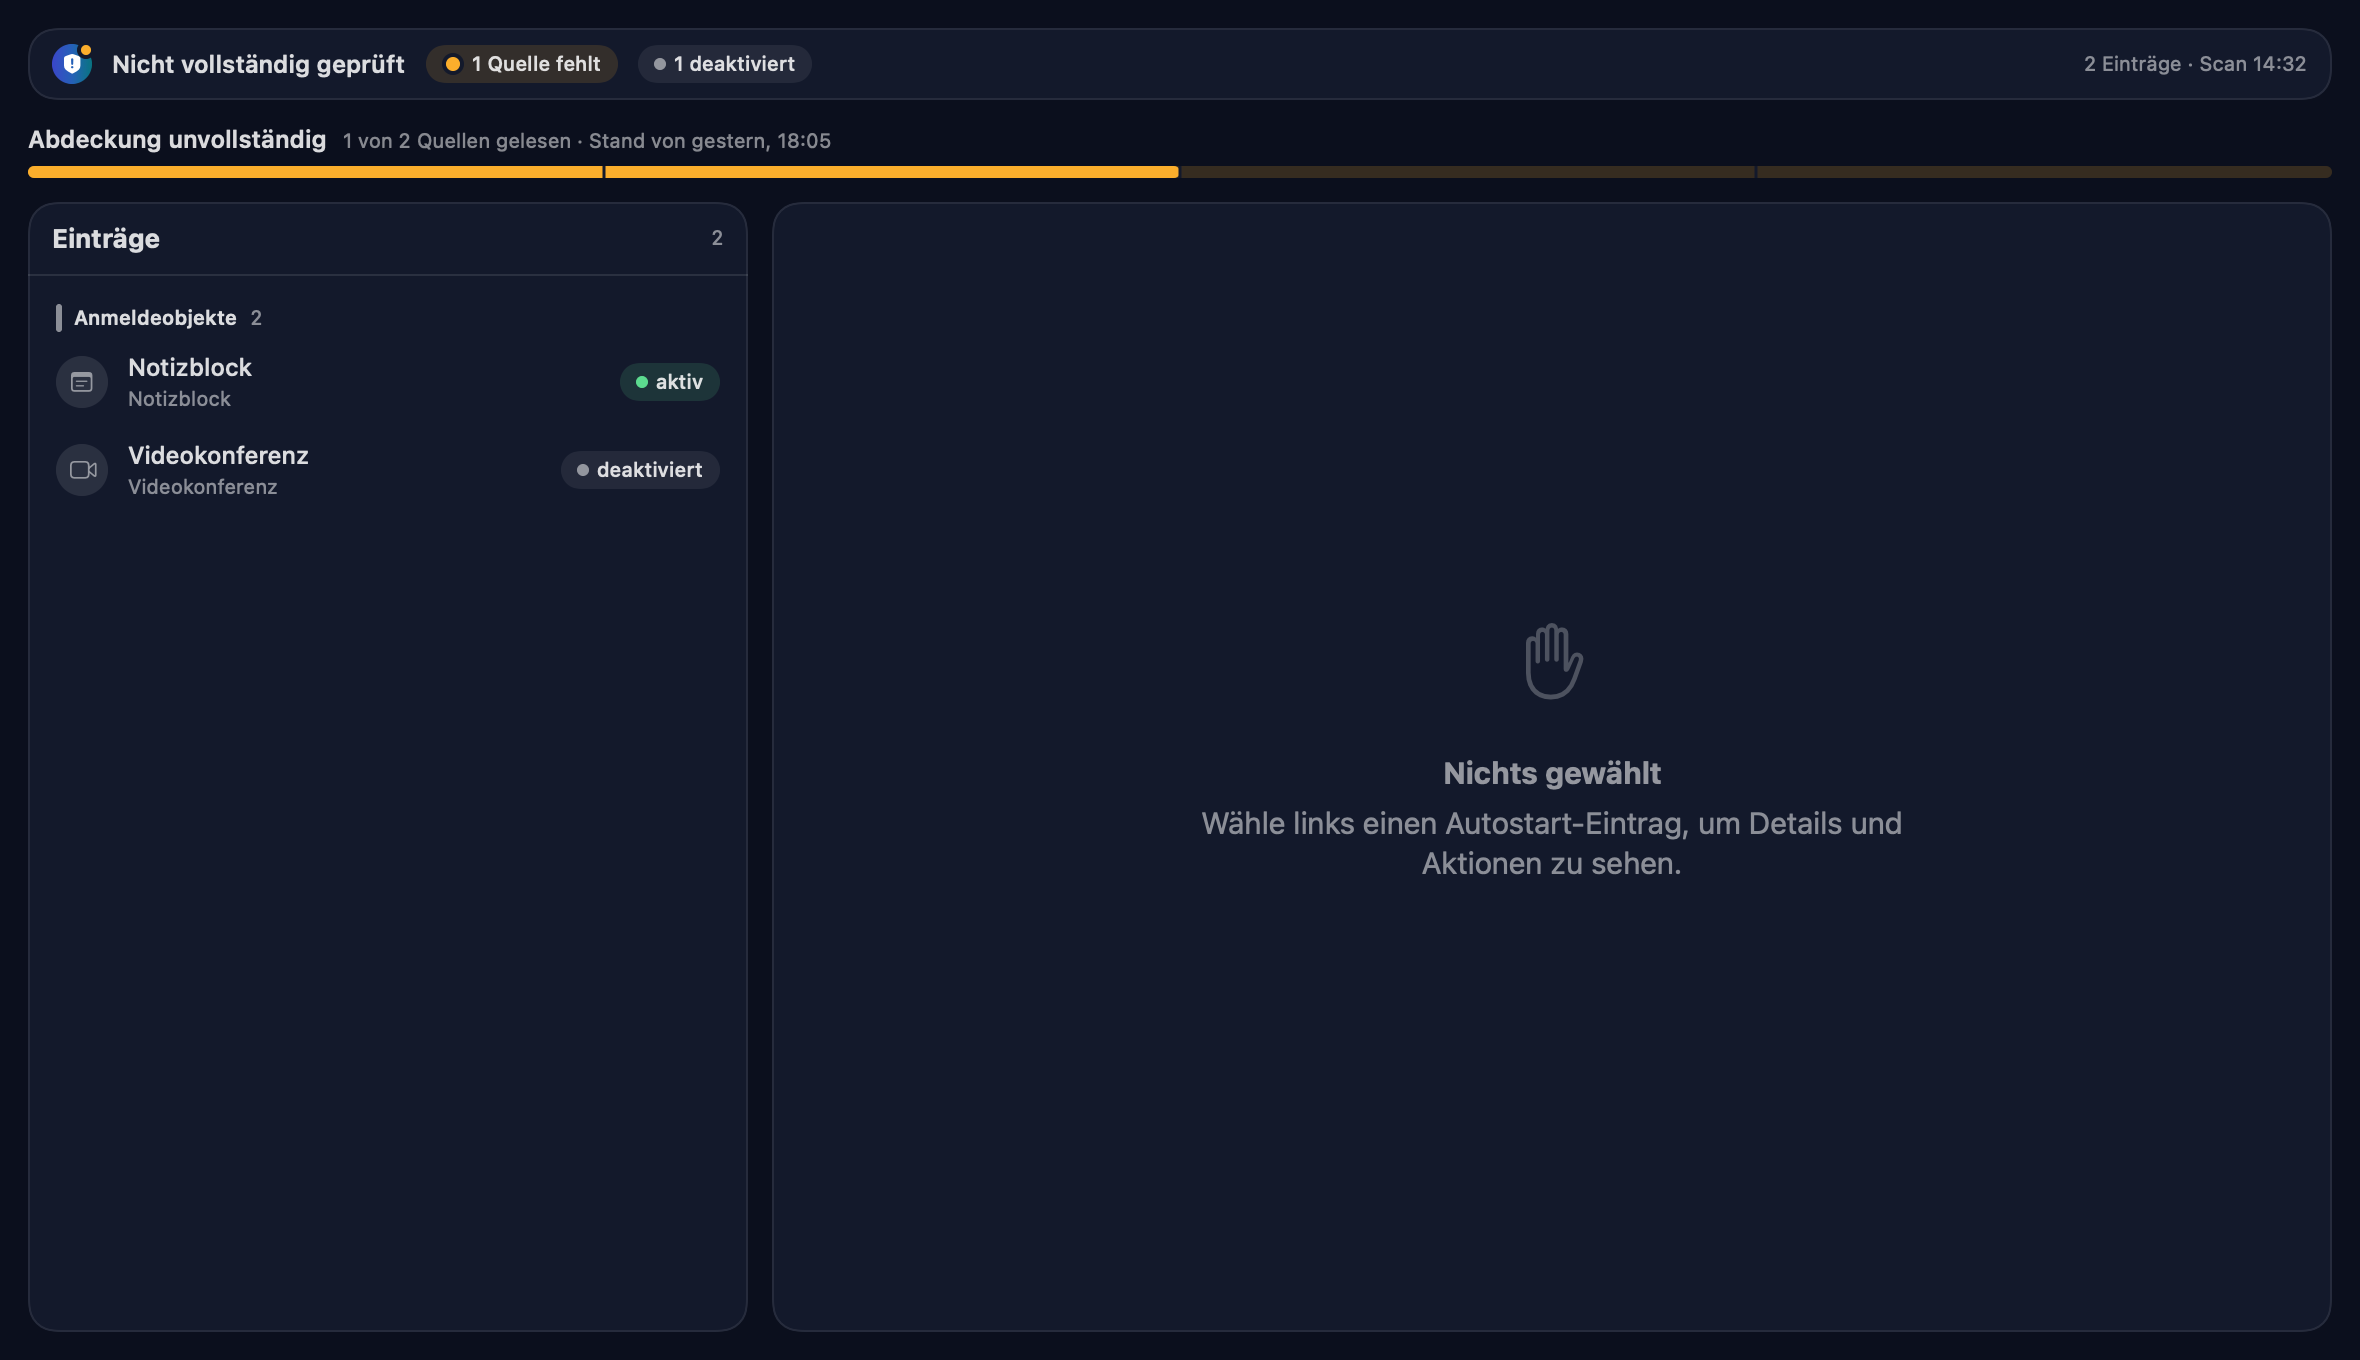 Nicht vollständig geprüft
1 Quelle fehlt
1 deaktiviert
2 Einträge · Scan 14:32
Abdeckung unvollständig
1 von 2 Quellen gelesen · Stand von gestern, 18:05
Einträge
2
Anmeldeobjekte 2
Notizblock
Notizblock
aktiv
Videokonferenz
Videokonferenz
deaktiviert
Nichts gewählt
Wähle links einen Autostart-Eintrag, um Details und
Aktionen zu sehen.